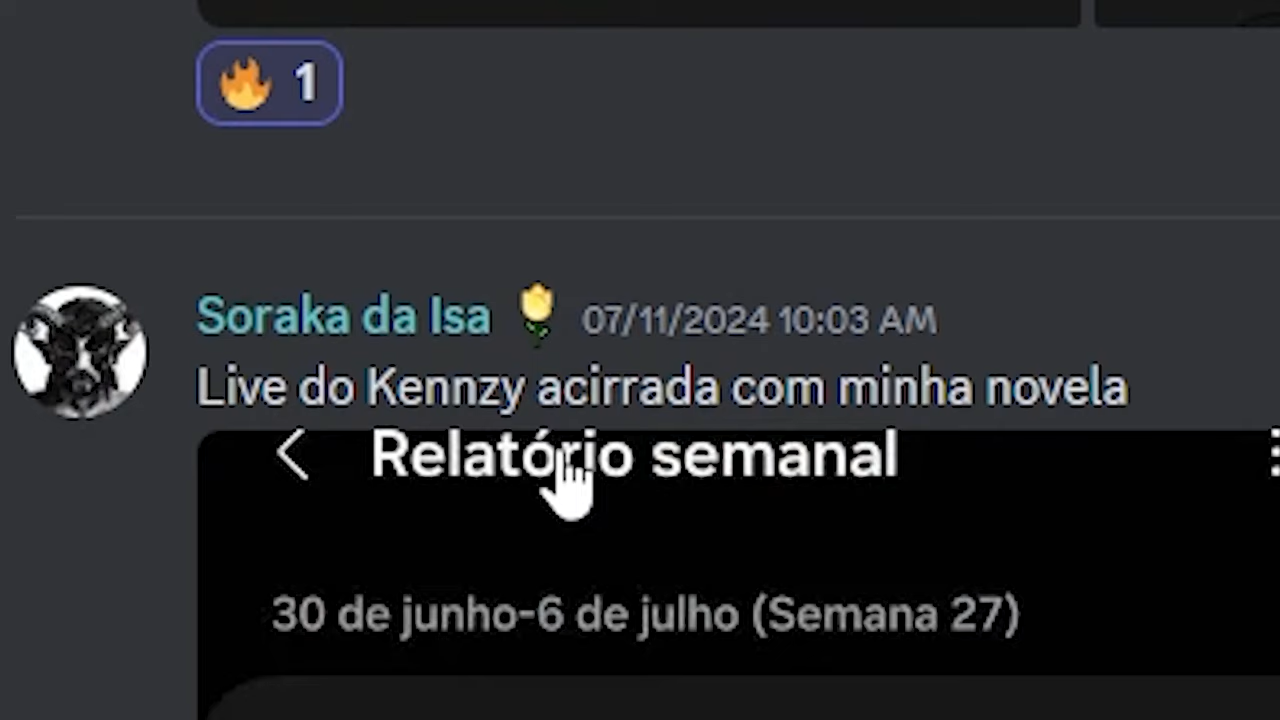 1
Soraka da Isa 07/11/2024 10:03 AM
Live do Kennzy acirrada com minha novela
Relatório semanal
30 de junho-6 de julho (Semana 27)